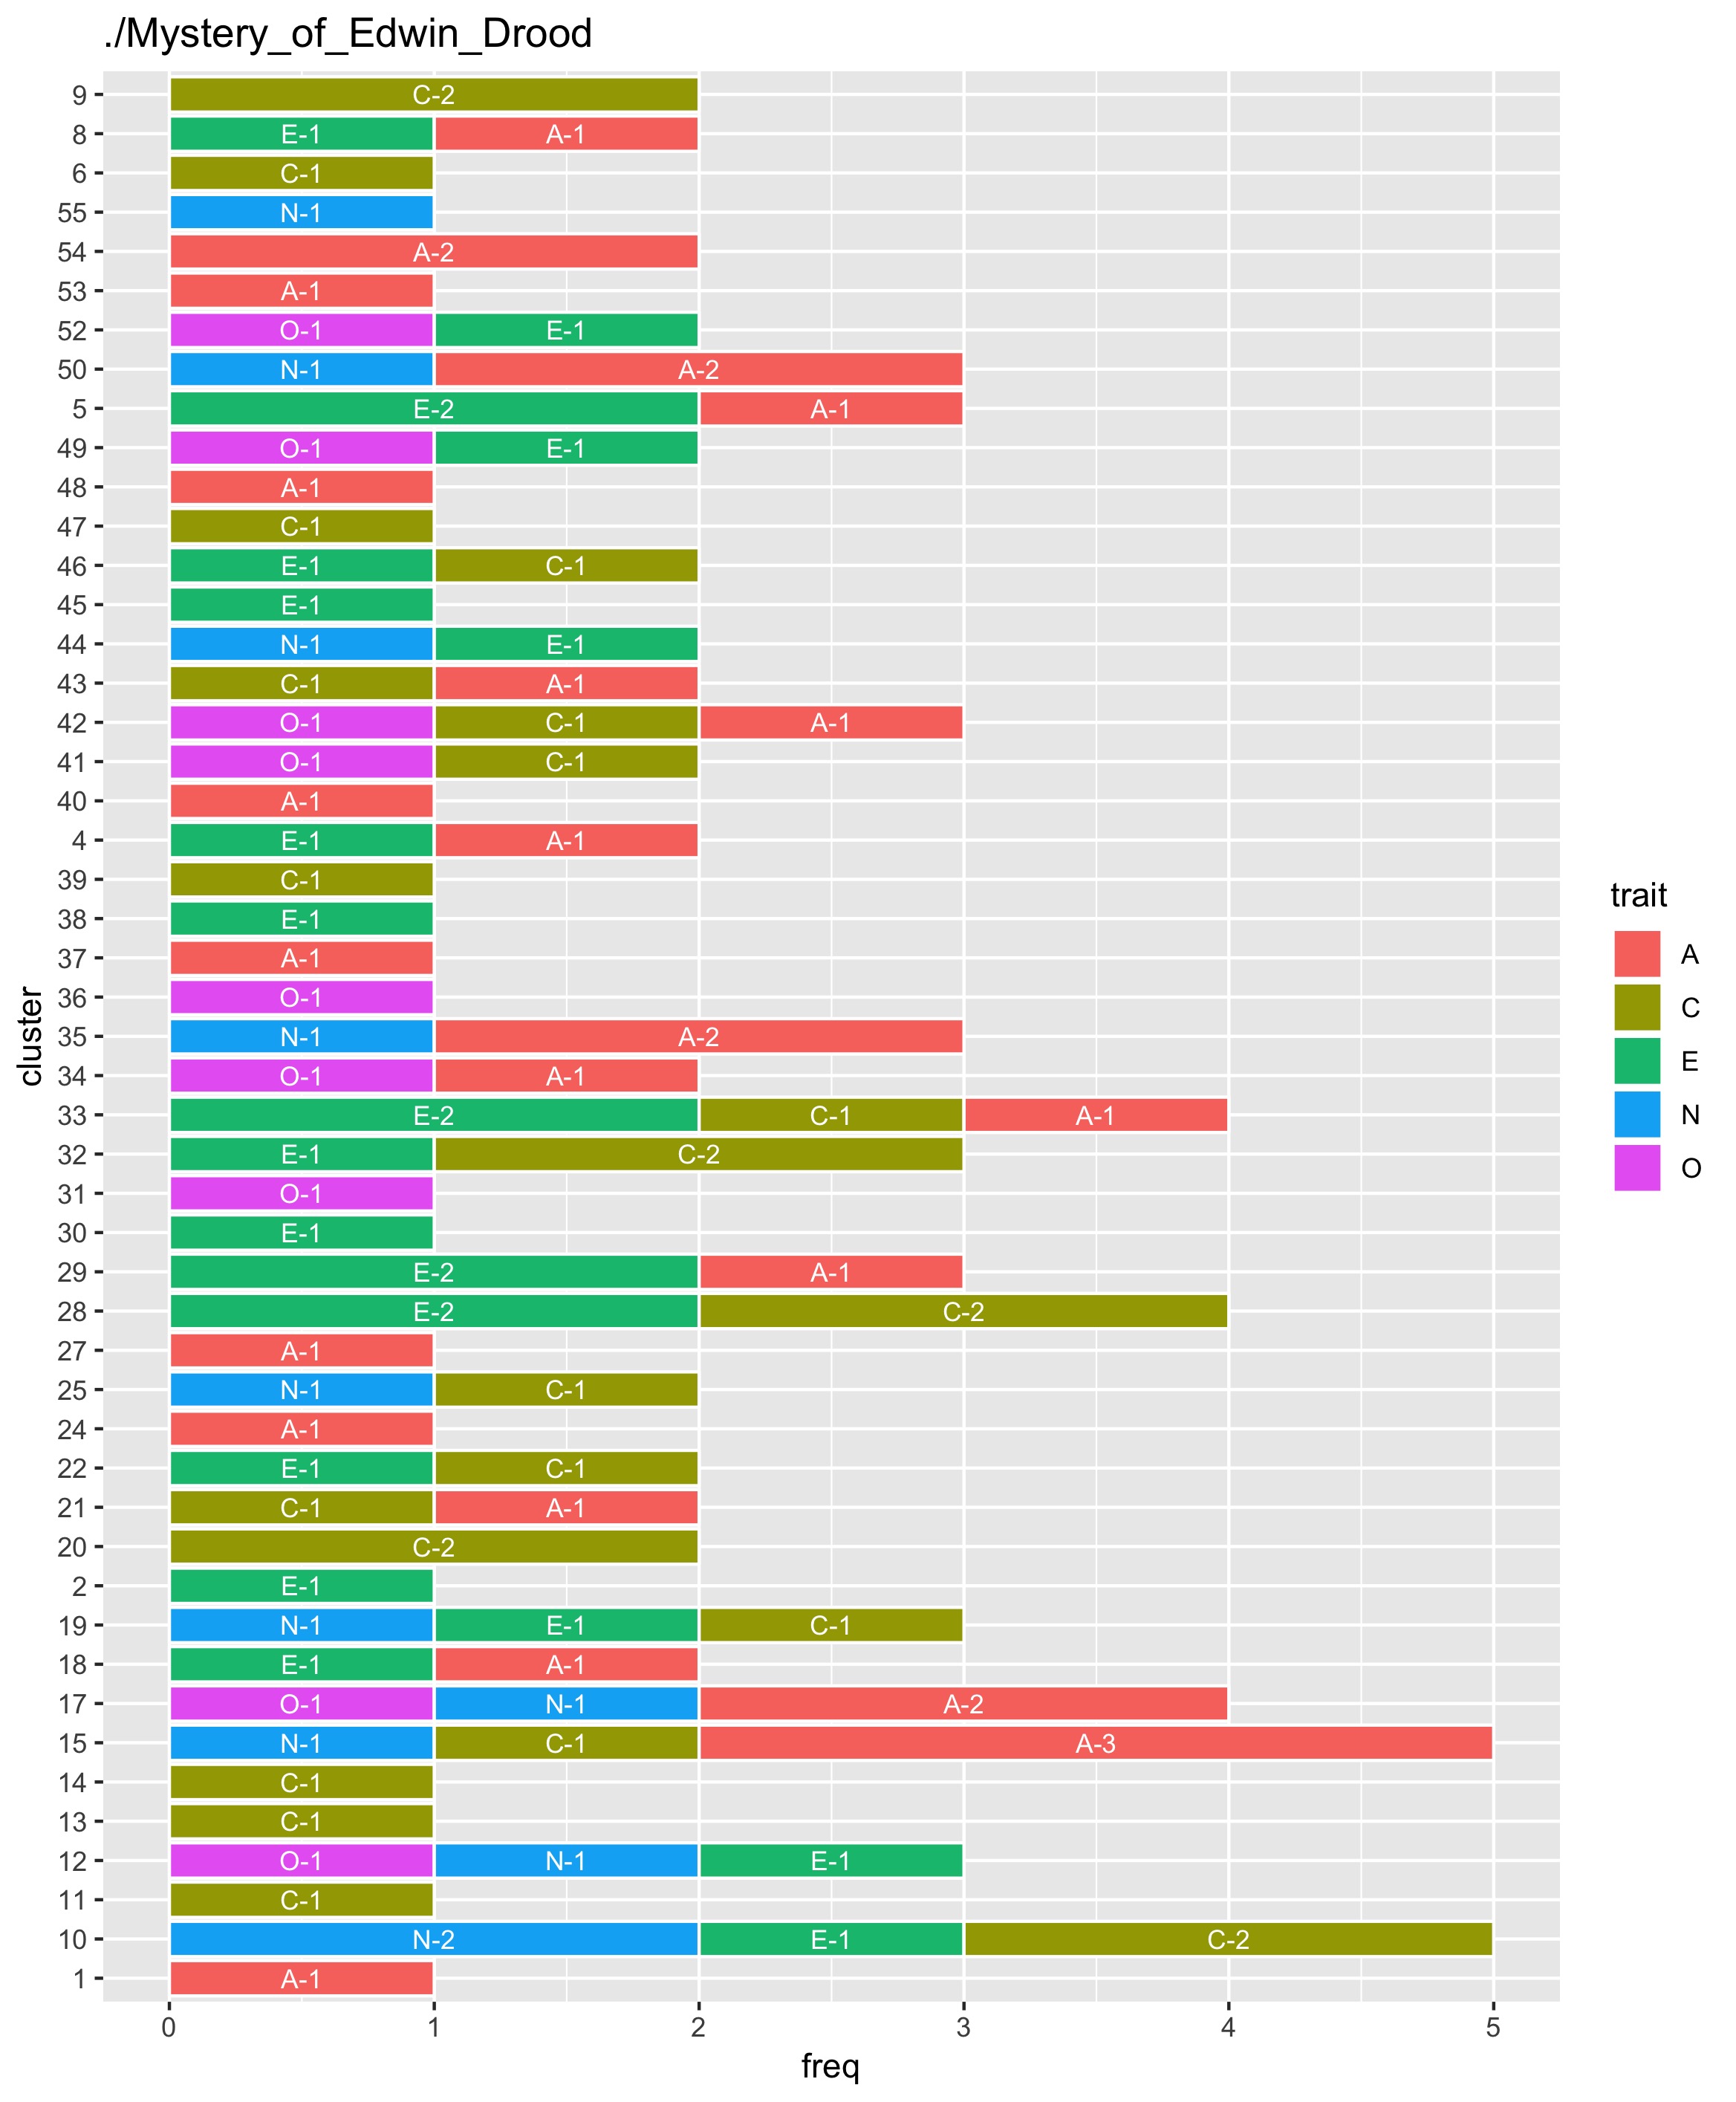 ./Mystery_of_Edwin_Drood
9 C-2
8 E-1 A-1
6 C-1
55 N-1
54 A-2
53 A-1
52 O-1 E-1
50 N-1 A-2
5 E-2 A-1
49 O-1 E-1
48 A-1
47 C-1
46 E-1 C-1
45 E-1
44 N-1 E-1
43 C-1 A-1
42 O-1 C-1 A-1
41 O-1 C-1
40 A-1
4 E-1 A-1
39 C-1
38 E-1
37 A-1
36 O-1
35 N-1 A-2
34 O-1 A-1
33 E-2 C-1 A-1
32 E-1 C-2
31 O-1
30 E-1
29 E-2 A-1
28 E-2 C-2
27 A-1
25 N-1 C-1
24 A-1
22 E-1 C-1
21 C-1 A-1
20 C-2
2 E-1
19 N-1 E-1 C-1
18 E-1 A-1
17 O-1 N-1 A-2
15 N-1 C-1 A-3
14 C-1
13 C-1
12 O-1 N-1 E-1
11 C-1
10 N-2 E-1 C-2
1 A-1
0 1 2 3 4 5
freq
cluster
trait
A
C
E
N
O